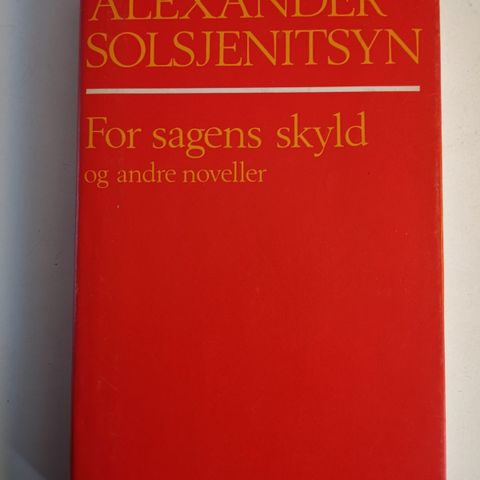 ALEXANDER
SOLSJENITSYN
For sagens skyld
og andre noveller